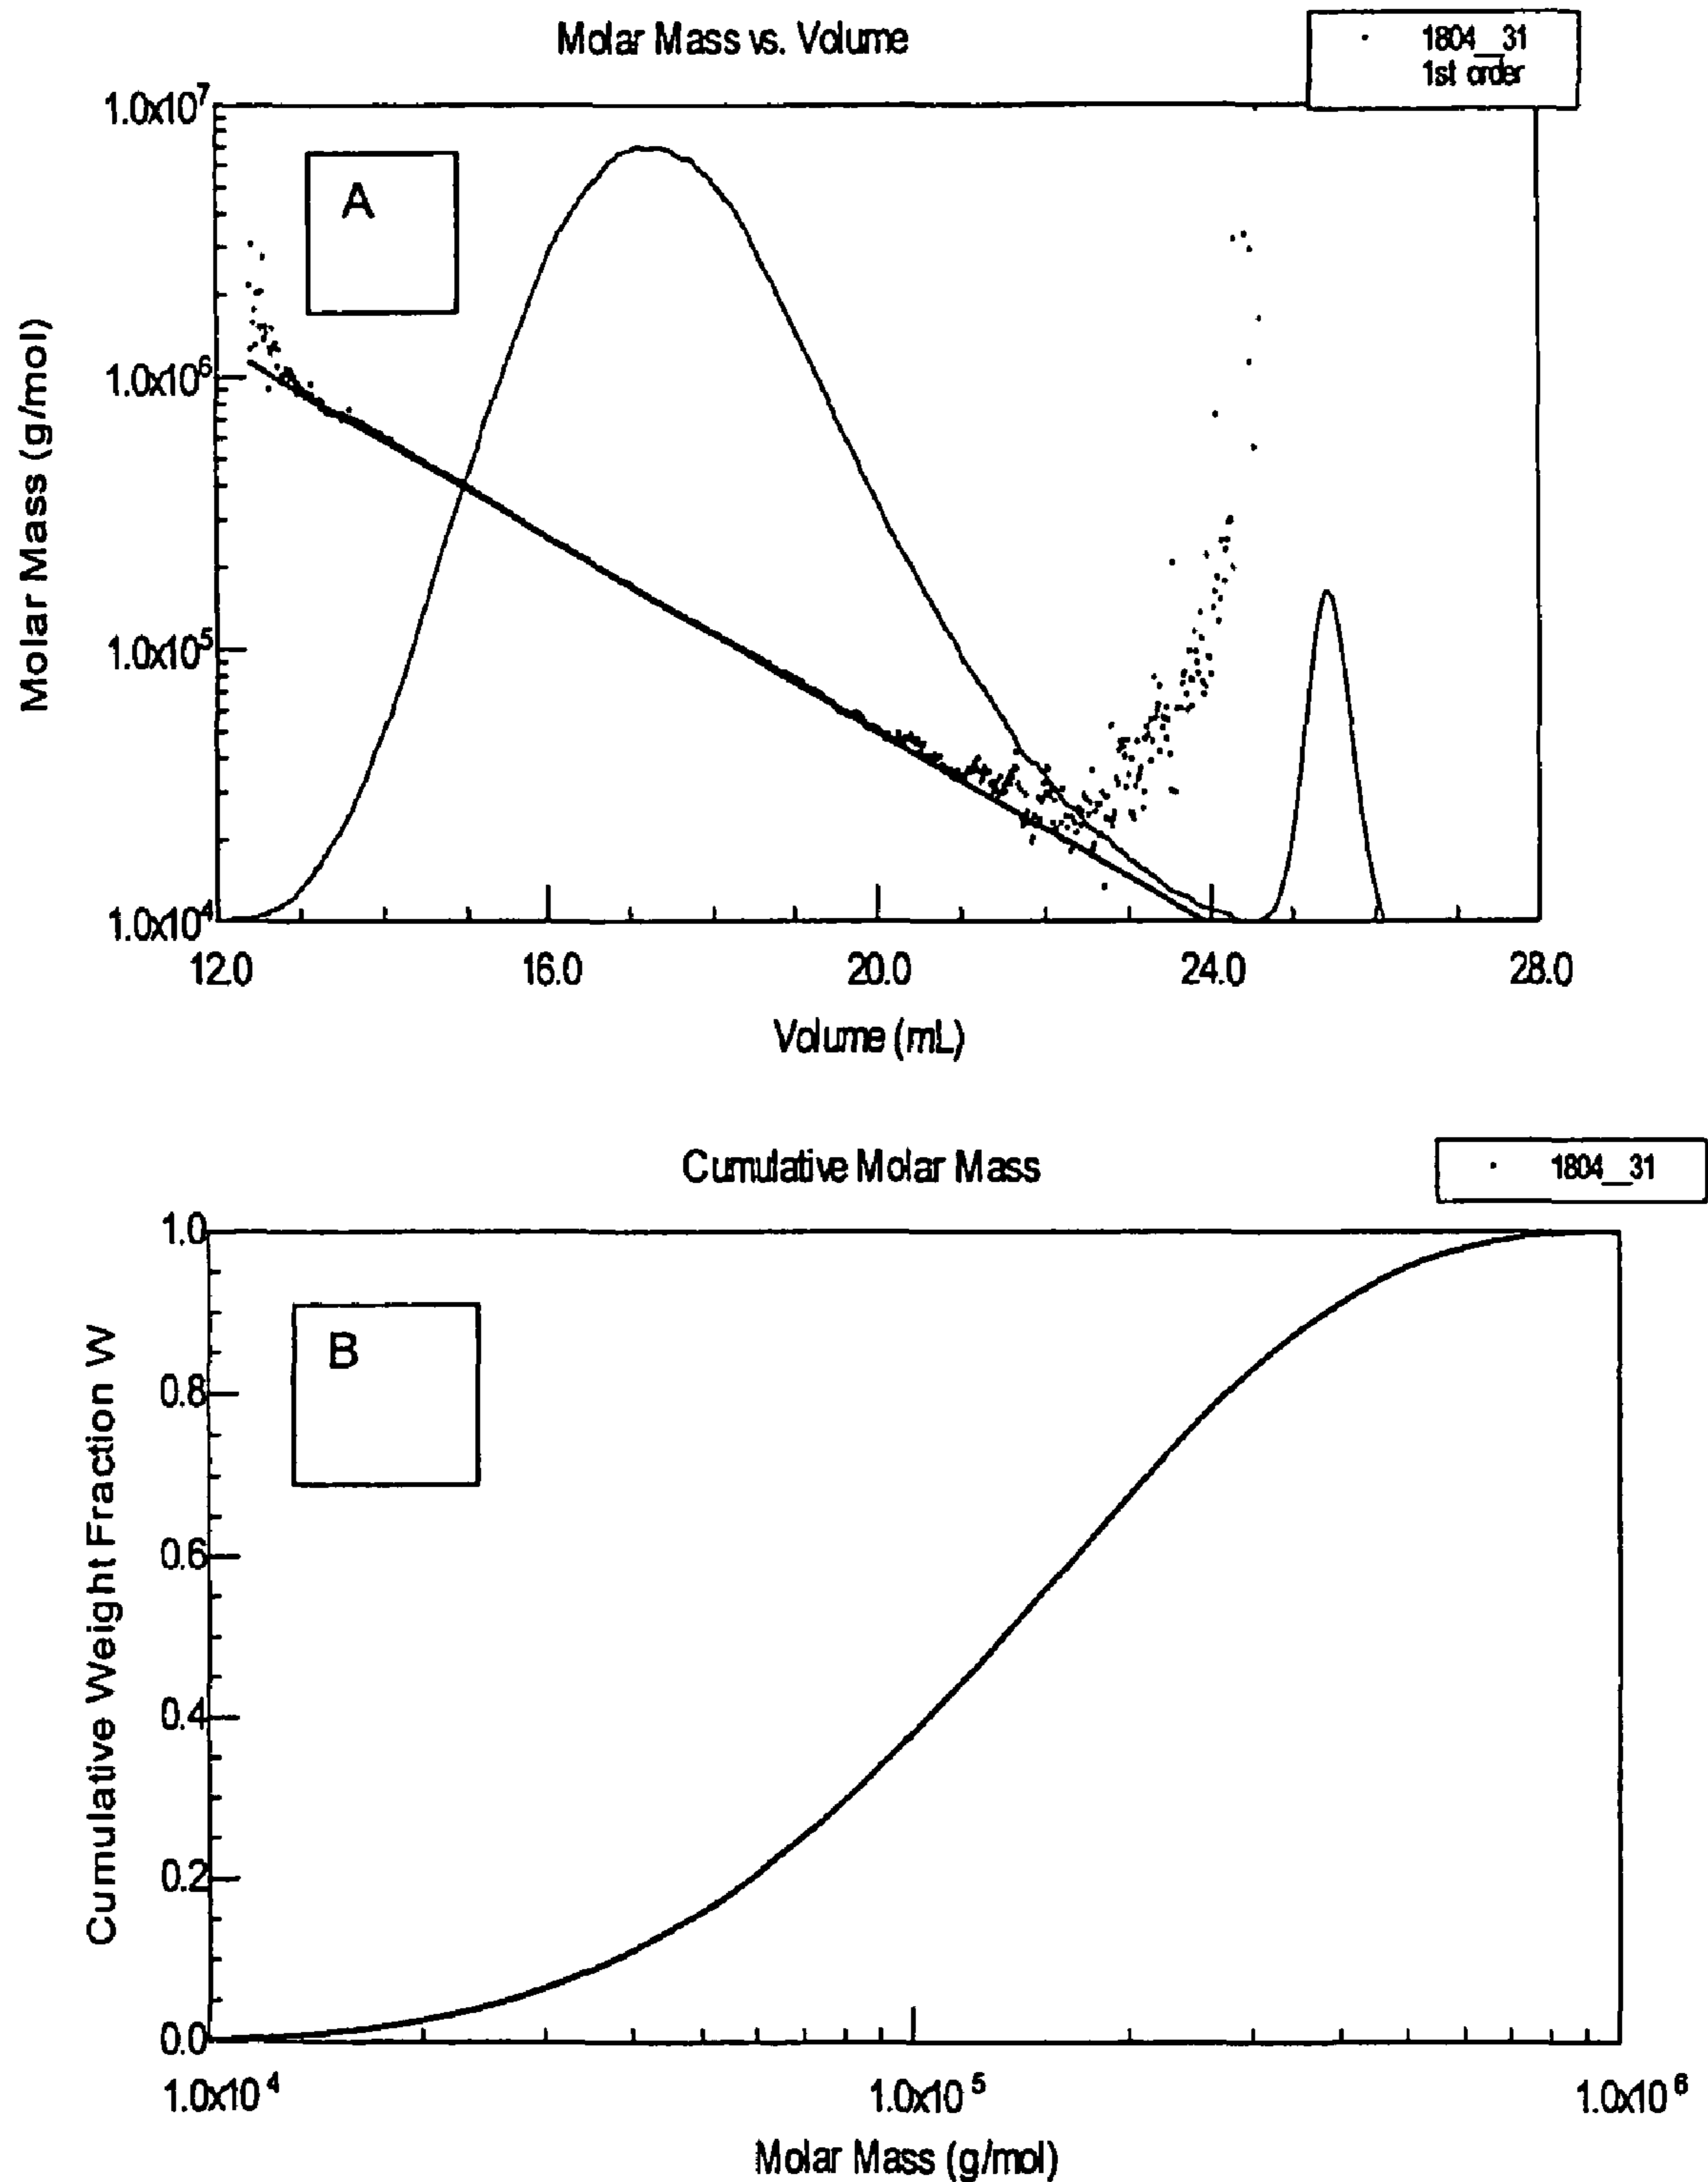 Molar Mass vs. Volume
1804__31
1st order
A
Molar Mass (g/mol)
1.0x10⁷
1.0x10⁶
1.0x10⁵
1.0x10⁴
12.0 16.0 20.0 24.0 28.0
Volume (mL)
Cumulative Molar Mass
1804__31
B
Cumulative Weight Fraction W
1.0
0.8
0.6
0.4
0.2
0.0
1.0x10⁴ 1.0x10⁵ 1.0x10⁶
Molar Mass (g/mol)